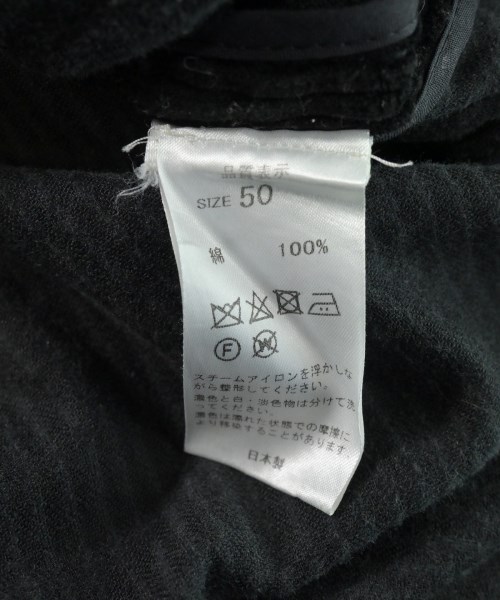 品質表示
SIZE 50
綿 100%
F W
スチームアイロンを浮かしな
がら整形してください。
濃色と白・淡色物は分けて洗
ってください。
濃色は濡れた状態での摩擦に
より移染することがあります
日本製